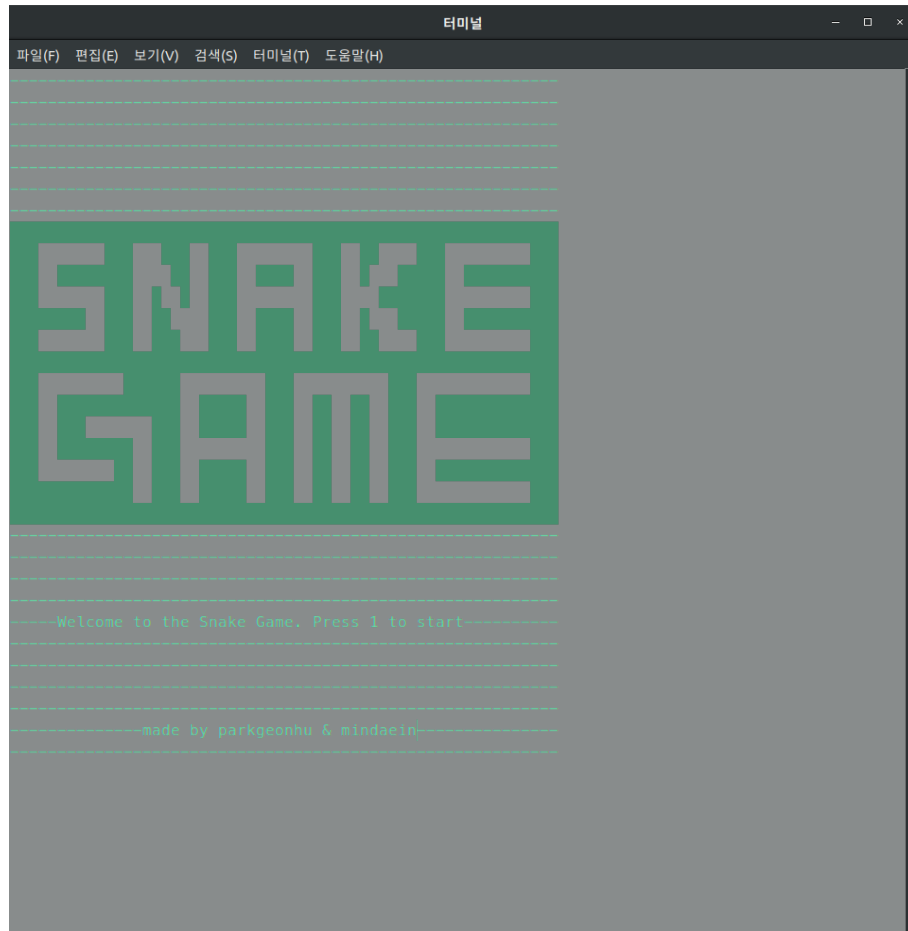 터미널
파일(F) 편집(E) 보기(V) 검색(S) 터미널(T) 도움말(H)
SNAKE
GAME
-----Welcome to the Snake Game. Press 1 to start----------
--------------made by parkgeonhu & mindaein---------------